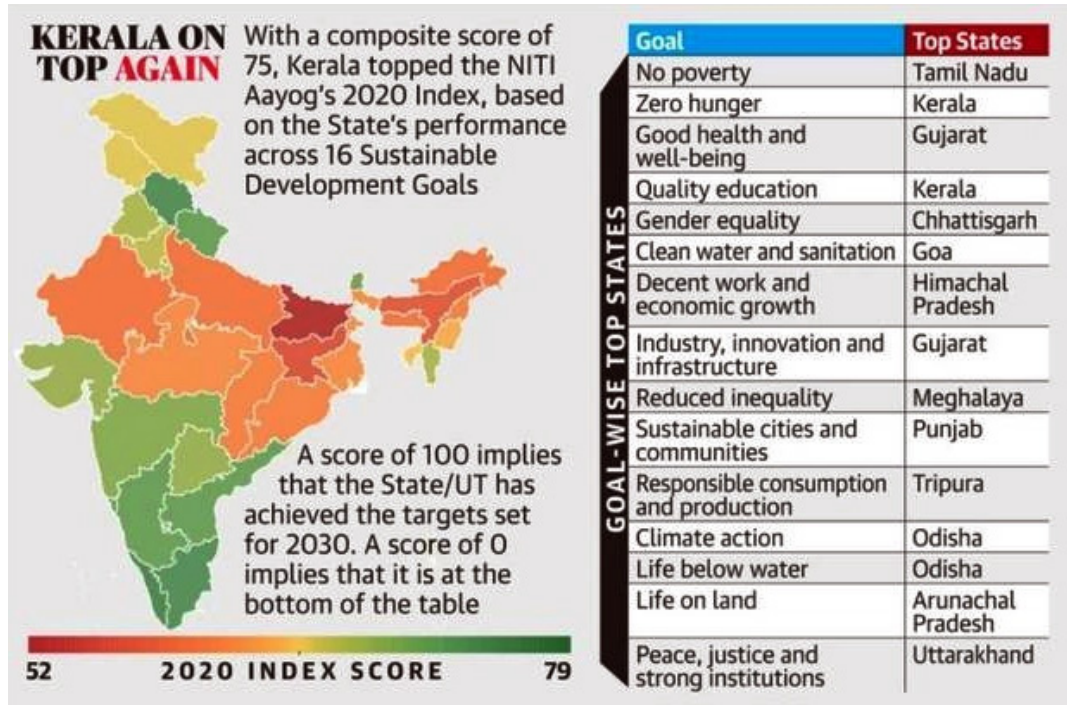 KERALA ON
TOP AGAIN
With a composite score of
75, Kerala topped the NITI
Aayog's 2020 Index, based
on the State's performance
across 16 Sustainable
Development Goals
A score of 100 implies
that the State/UT has
achieved the targets set
for 2030. A score of 0
implies that it is at the
bottom of the table
52 2020 INDEX SCORE 79
GOAL-WISE TOP STATES
Goal Top States
No poverty Tamil Nadu
Zero hunger Kerala
Good health and Gujarat
well-being
Quality education Kerala
Gender equality Chhattisgarh
Clean water and sanitation Goa
Decent work and Himachal
economic growth Pradesh
Industry, innovation and Gujarat
infrastructure
Reduced inequality Meghalaya
Sustainable cities and Punjab
communities
Responsible consumption Tripura
and production
Climate action Odisha
Life below water Odisha
Life on land Arunachal
Pradesh
Peace, justice and Uttarakhand
strong institutions